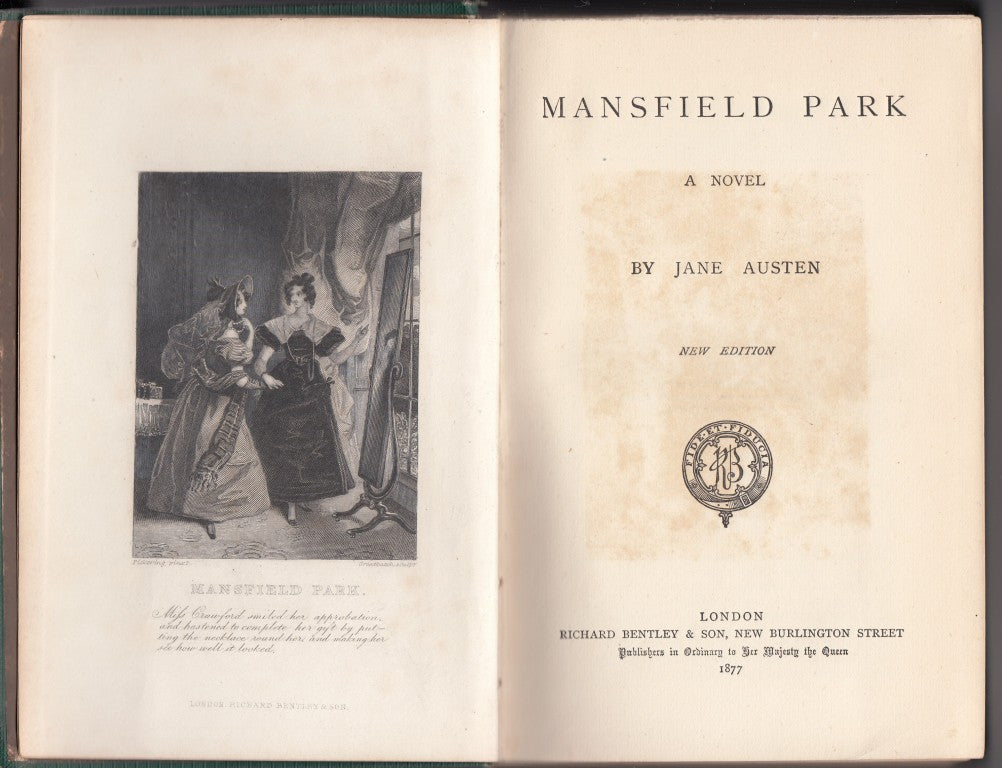 Pickering pinxt.
Greatbatch, sculpt.
MANSFIELD PARK.
Miss Crawford smiled her approbation,
and hastened to complete her gift by put-
ting the necklace round her, and making her
see how well it looked.
LONDON, RICHARD BENTLEY & SON.
MANSFIELD PARK
A NOVEL
BY JANE AUSTEN
NEW EDITION
FIDE·ET·FIDUCIA
RB
LONDON
RICHARD BENTLEY & SON, NEW BURLINGTON STREET
Publishers in Ordinary to Her Majesty the Queen
1877